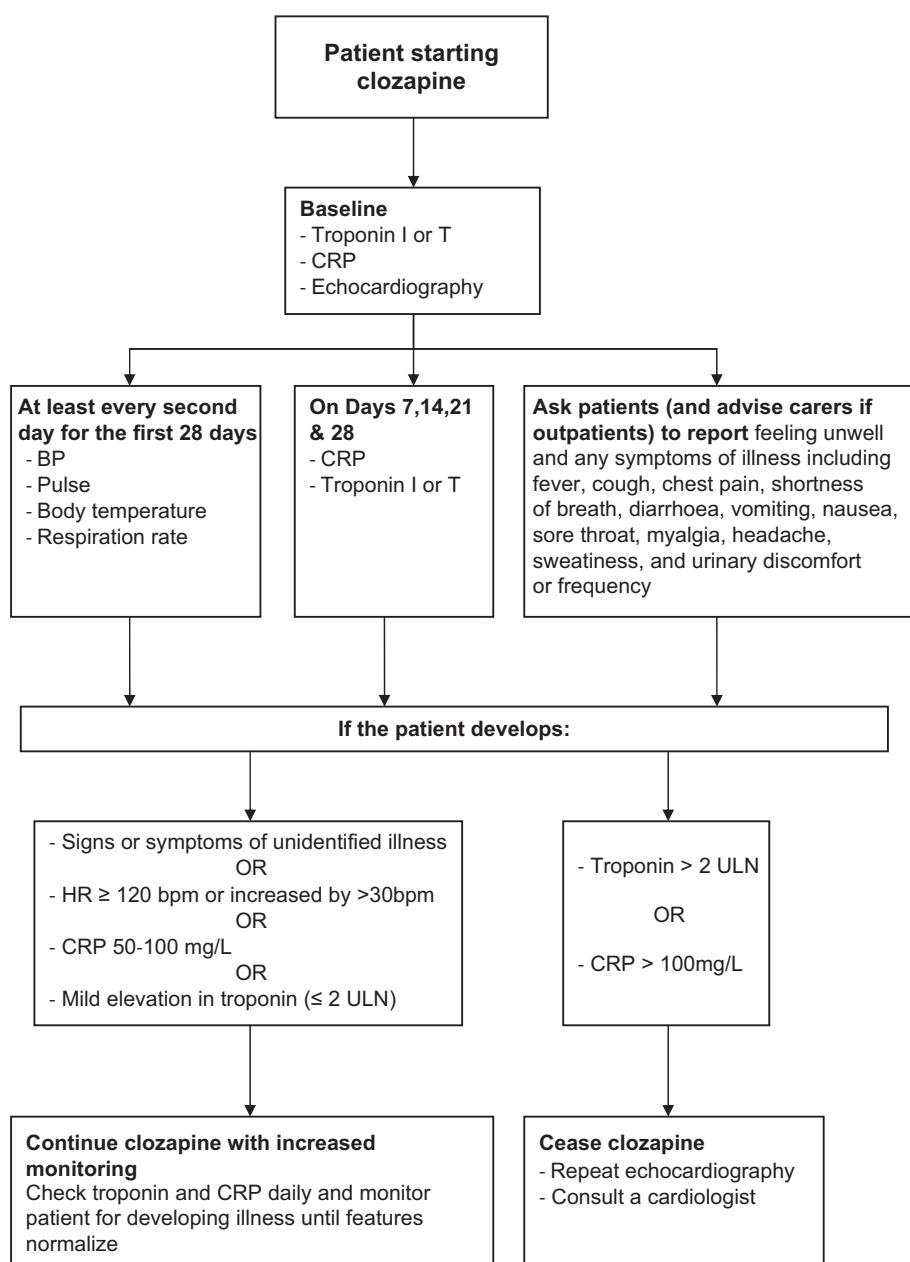 Patient starting
clozapine
Baseline
- Troponin I or T
- CRP
- Echocardiography
At least every second
day for the first 28 days
- BP
- Pulse
- Body temperature
- Respiration rate
On Days 7,14,21
& 28
- CRP
- Troponin I or T
Ask patients (and advise carers if
outpatients) to report feeling unwell
and any symptoms of illness including
fever, cough, chest pain, shortness
of breath, diarrhoea, vomiting, nausea,
sore throat, myalgia, headache,
sweatiness, and urinary discomfort
or frequency
If the patient develops:
- Signs or symptoms of unidentified illness
OR
- HR ≥ 120 bpm or increased by >30bpm
OR
- CRP 50-100 mg/L
OR
- Mild elevation in troponin (≤ 2 ULN)
- Troponin > 2 ULN
OR
- CRP > 100mg/L
Continue clozapine with increased
monitoring
Check troponin and CRP daily and monitor
patient for developing illness until features
normalize
Cease clozapine
- Repeat echocardiography
- Consult a cardiologist